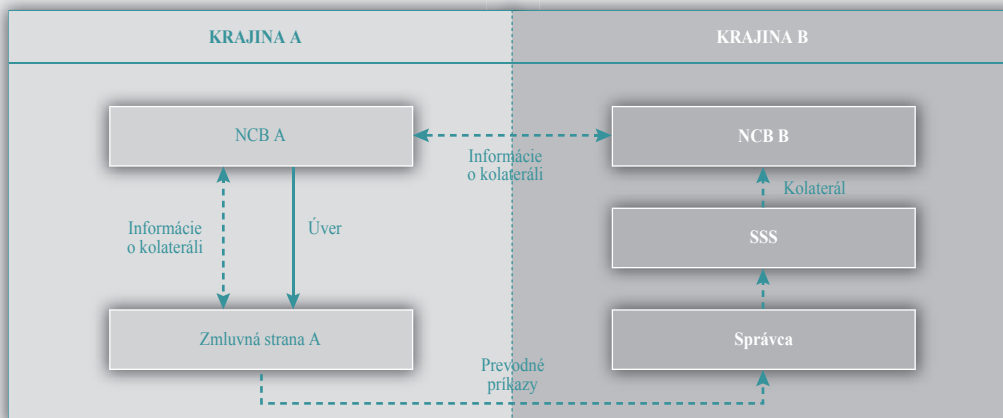 KRAJINA A
KRAJINA B
NCB A
NCB B
Informácie
o kolateráli
Kolaterál
Informácie
o kolateráli
Úver
SSS
Zmluvná strana A
Správca
Prevodné
príkazy